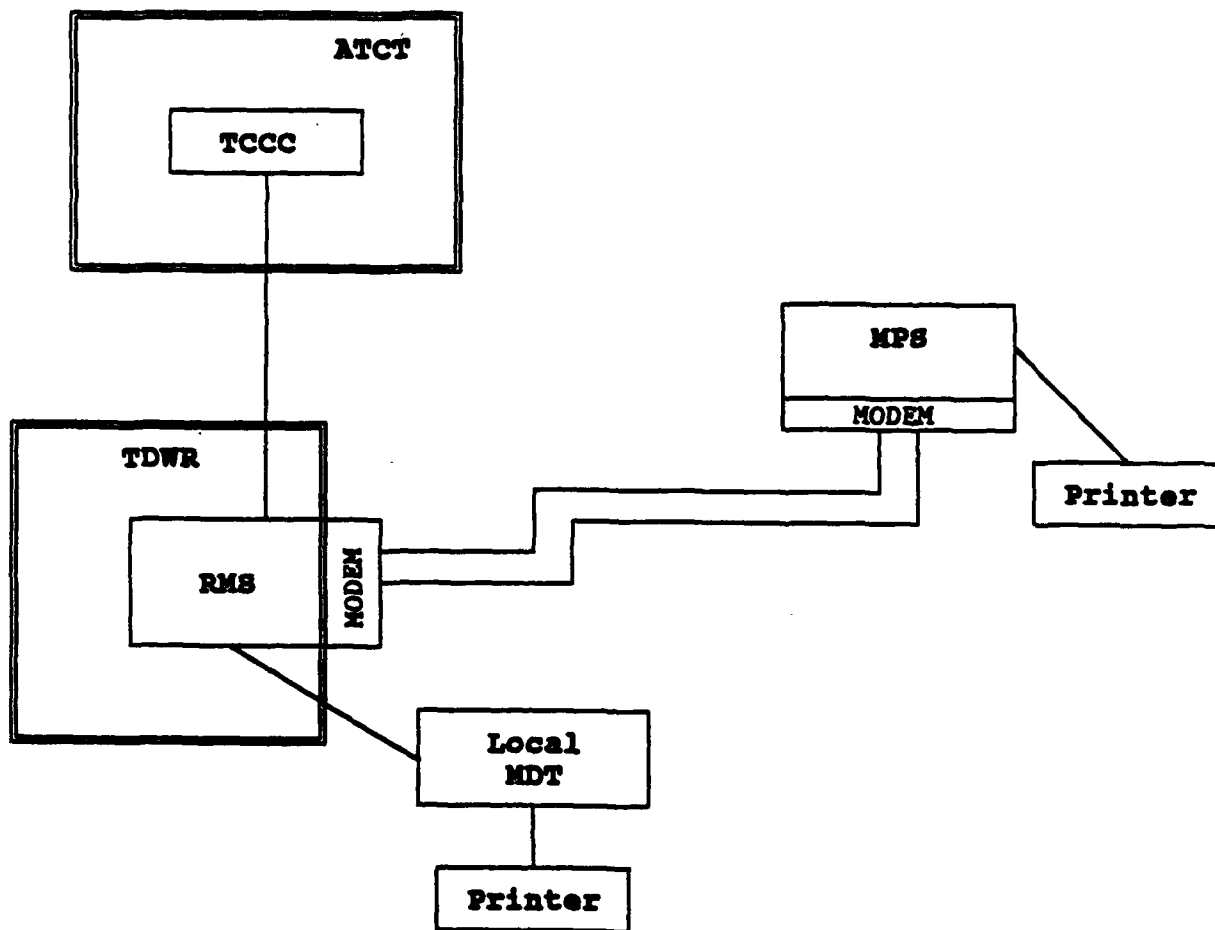 ATCT
TCCC
MPS
MODEM
Printer
TDWR
RMS
MODEM
Local
MDT
Printer